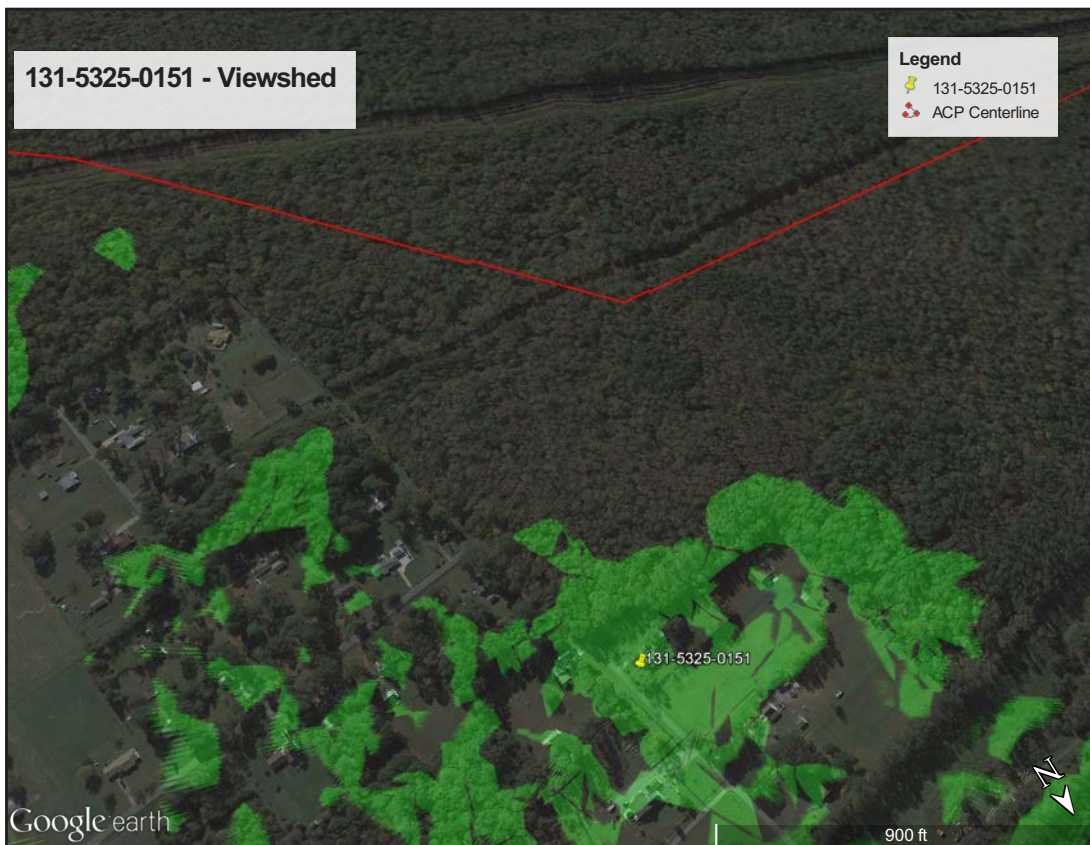 131-5325-0151 - Viewshed
Legend
131-5325-0151
ACP Centerline
131-5325-0151
N
Google earth
900 ft